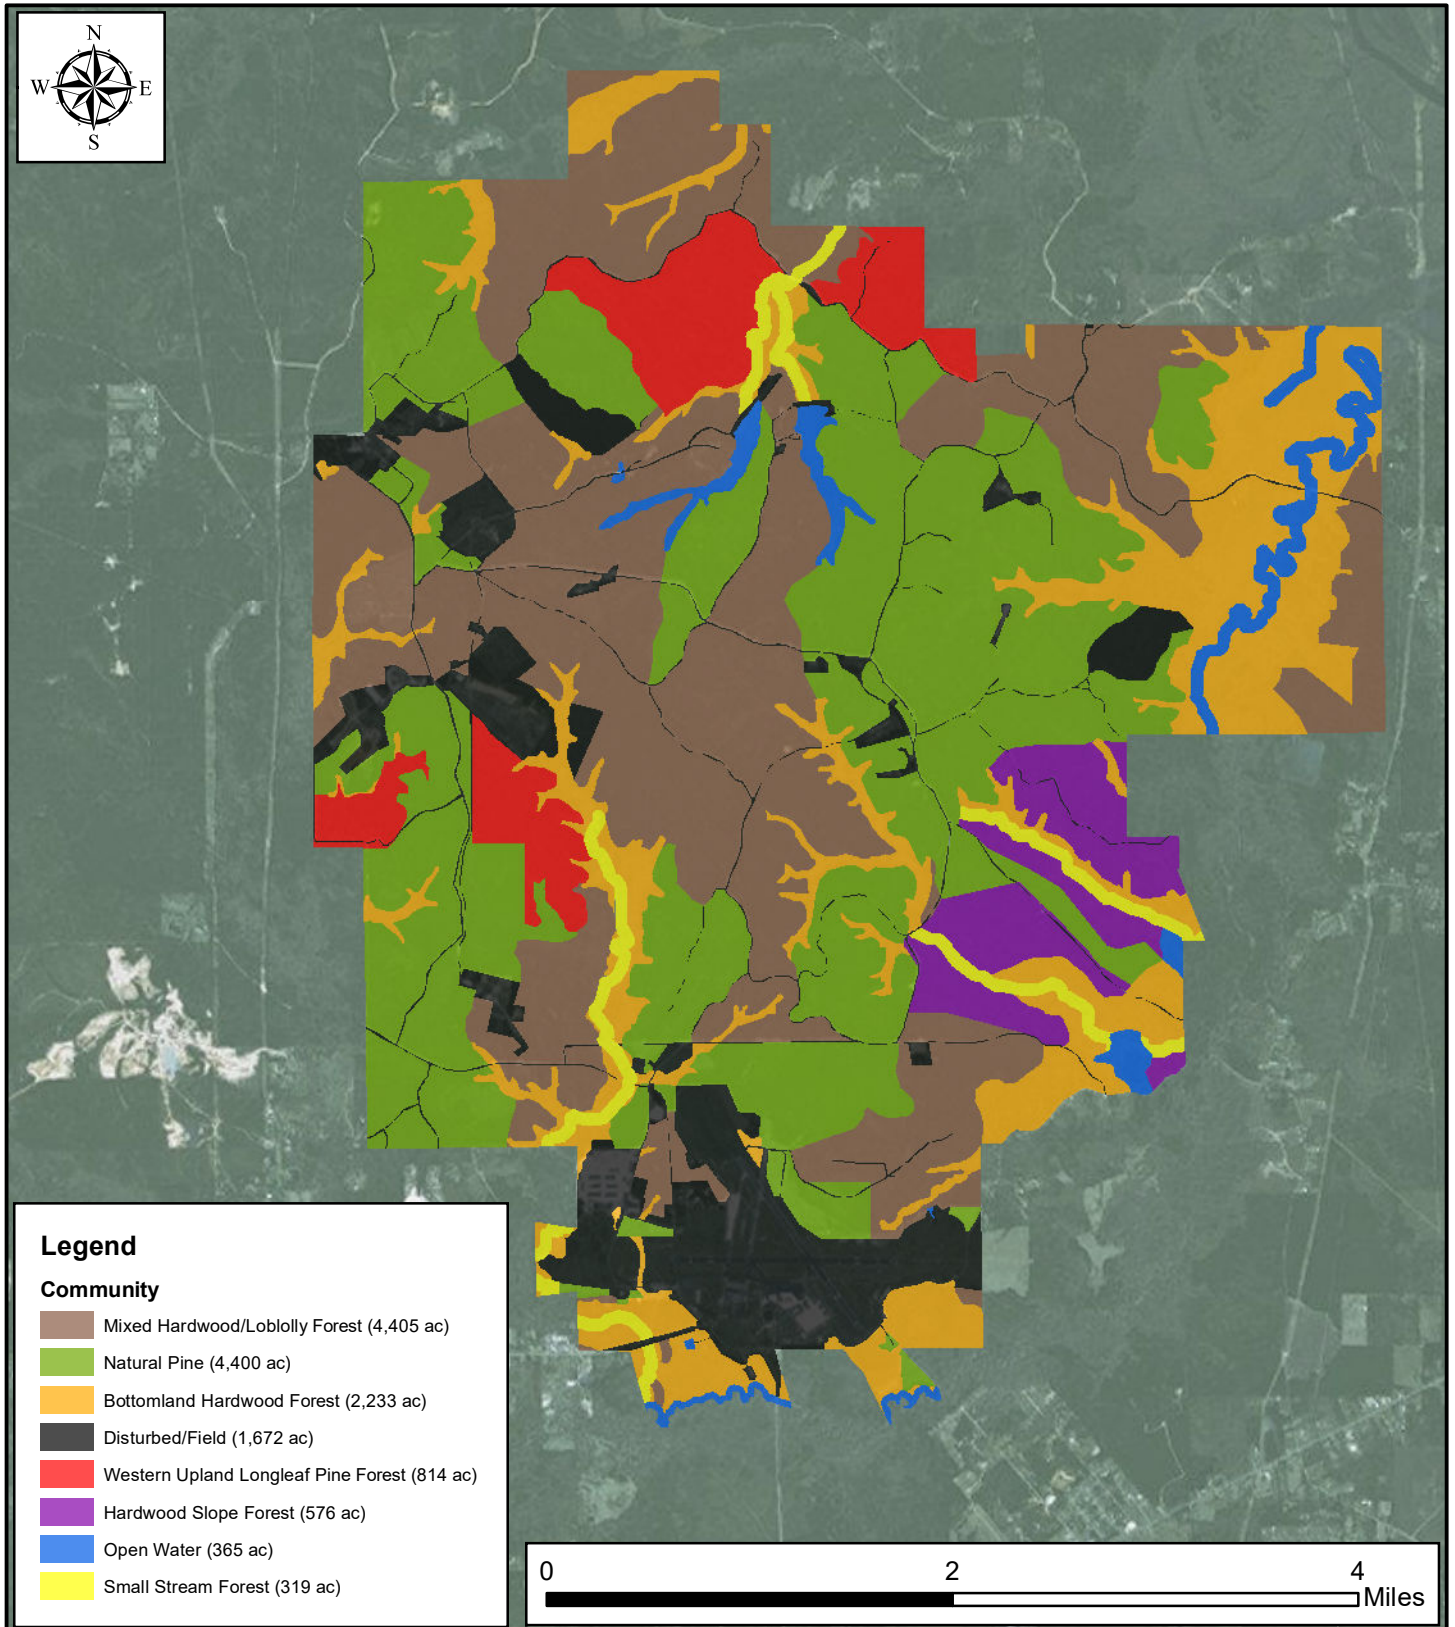 N
W E
S
Legend
Community
Mixed Hardwood/Loblolly Forest (4,405 ac)
Natural Pine (4,400 ac)
Bottomland Hardwood Forest (2,233 ac)
Disturbed/Field (1,672 ac)
Western Upland Longleaf Pine Forest (814 ac)
Hardwood Slope Forest (576 ac)
Open Water (365 ac)
Small Stream Forest (319 ac)
0 2 4
Miles